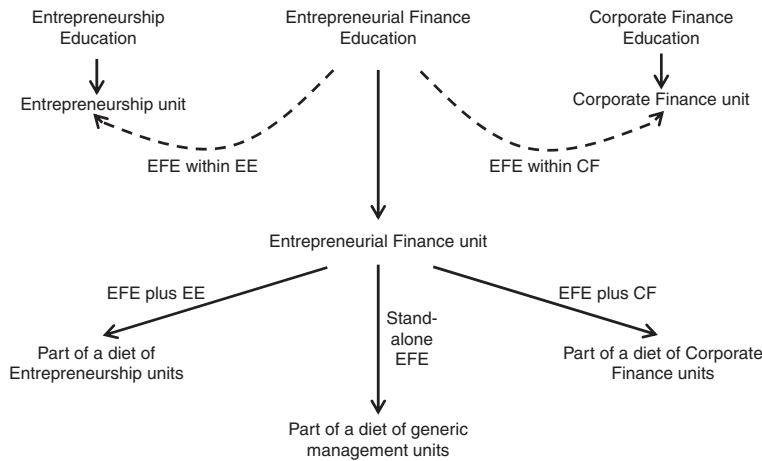 Entrepreneurship
Education
Entrepreneurial Finance
Education
Corporate Finance
Education
Entrepreneurship unit
Corporate Finance unit
EFE within EE
EFE within CF
Entrepreneurial Finance unit
EFE plus EE
EFE plus CF
Stand-
alone
EFE
Part of a diet of
Entrepreneurship units
Part of a diet of Corporate
Finance units
Part of a diet of generic
management units